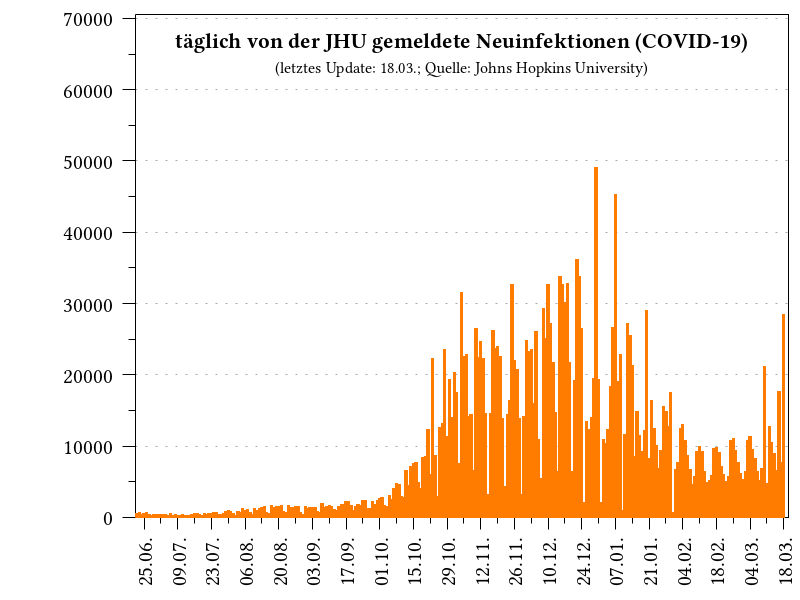 täglich von der JHU gemeldete Neuinfektionen (COVID-19)
(letztes Update: 18.03.; Quelle: Johns Hopkins University)
70000
60000
50000
40000
30000
20000
10000
0
25.06. 09.07. 23.07. 06.08. 20.08. 03.09. 17.09. 01.10. 15.10. 29.10. 12.11. 26.11. 10.12. 24.12. 07.01. 21.01. 04.02. 18.02. 04.03. 18.03.